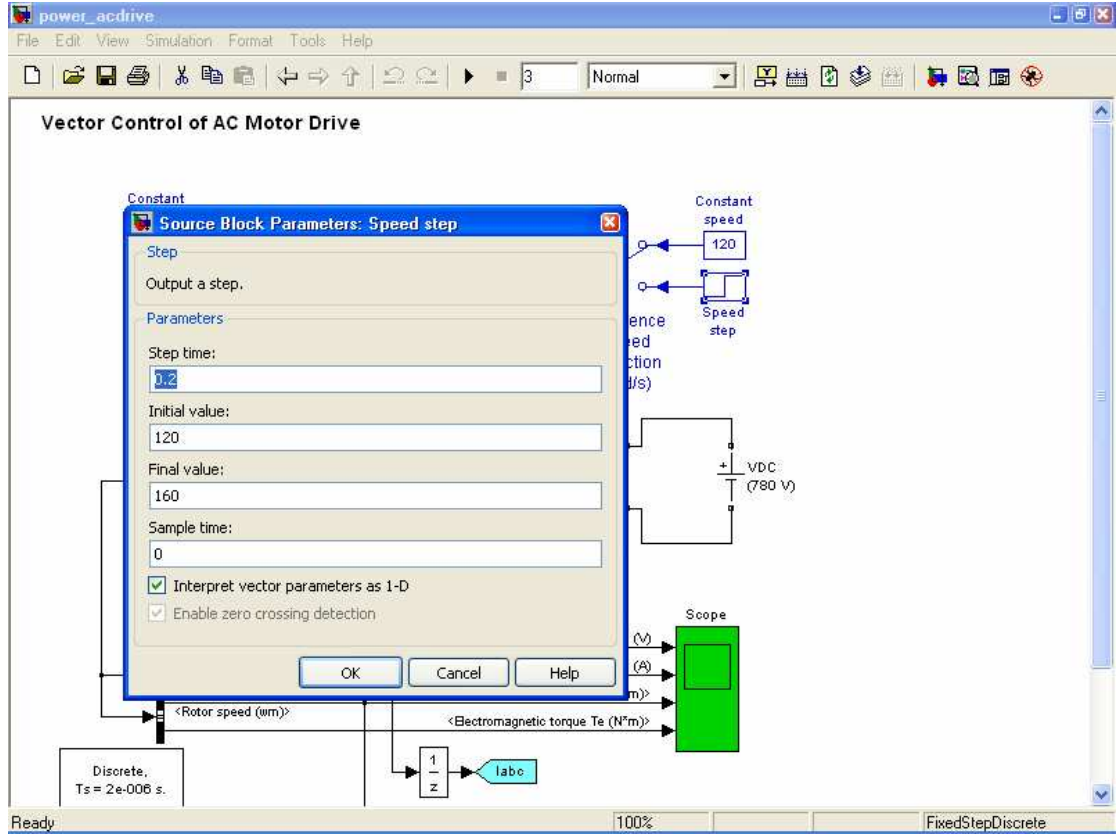 power_acdrive
File Edit View Simulation Format Tools Help
3 Normal
Vector Control of AC Motor Drive
Constant
Constant
speed
120
Speed
step
Source Block Parameters: Speed step
Step
Output a step.
Parameters
Step time:
0.2
Initial value:
120
Final value:
160
Sample time:
0
Interpret vector parameters as 1-D
Enable zero crossing detection
OK Cancel Help
ence
ed
ction
d/s)
+ VDC
(780 V)
Scope
(V)
(A)
m)>
<Rotor speed (wm)>
<Electromagnetic torque Te (N*m)>
Discrete,
Ts = 2e-006 s.
1
z
Iabc
Ready 100% FixedStepDiscrete